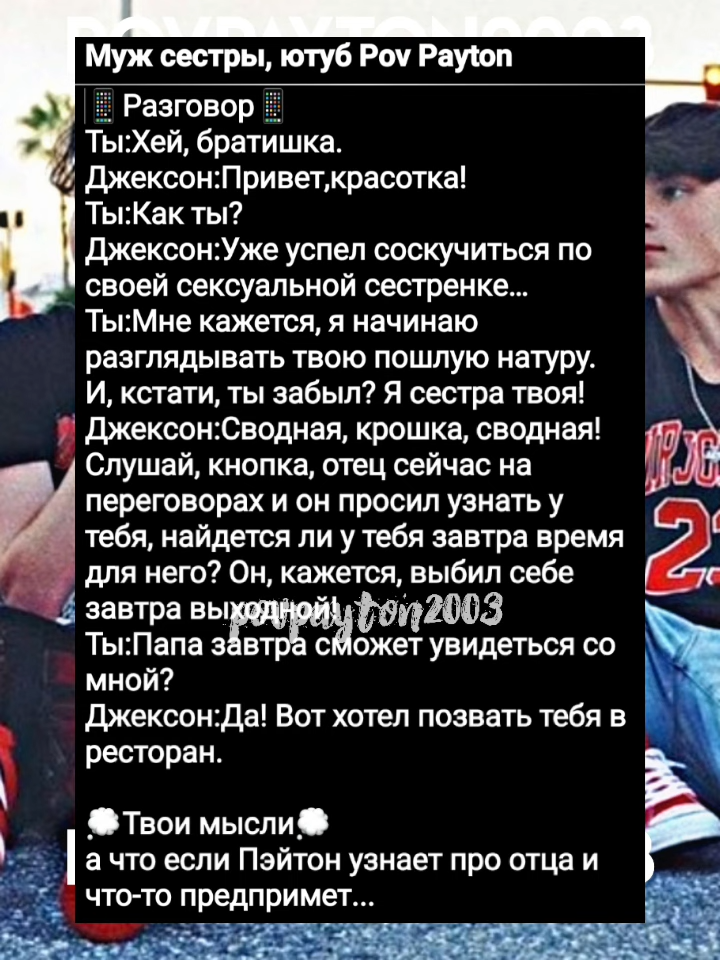 POVPAYTON2003
Муж сестры, ютуб Pov Payton
📱Разговор📱
Ты:Хей, братишка.
Джексон:Привет,красотка!
Ты:Как ты?
Джексон:Уже успел соскучиться по
своей сексуальной сестренке...
Ты:Мне кажется, я начинаю
разглядывать твою пошлую натуру.
И, кстати, ты забыл? Я сестра твоя!
Джексон:Сводная, крошка, сводная!
Слушай, кнопка, отец сейчас на
переговорах и он просил узнать у
тебя, найдется ли у тебя завтра время
для него? Он, кажется, выбил себе
завтра выходной!
povpayton2003
Ты:Папа завтра сможет увидеться со
мной?
Джексон:Да! Вот хотел позвать тебя в
ресторан.
💭Твои мысли💭
а что если Пэйтон узнает про отца и
что-то предпримет...